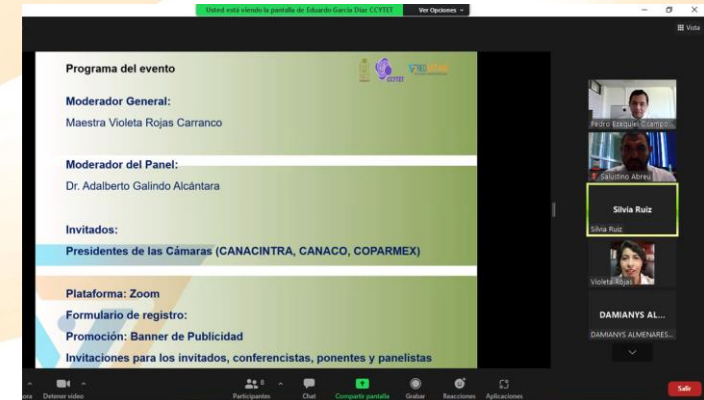 Usted está viendo la pantalla de Eduardo García Díaz CCYTET
Ver Opciones
Vista
Programa del evento
CCYTET
Moderador General:
Maestra Violeta Rojas Carranco
Moderador del Panel:
Dr. Adalberto Galindo Alcántara
Invitados:
Presidentes de las Cámaras (CANACINTRA, CANACO, COPARMEX)
Plataforma: Zoom
Formulario de registro:
Promoción: Banner de Publicidad
Invitaciones para los invitados, conferencistas, ponentes y panelistas
Pedro Ezequiel Ocampo...
Salustino Abreu
Silvia Ruiz
Silvia Ruiz
Violeta Rojas
DAMIANYS AL...
DAMIANYS ALMENARES...
Detener video
Participantes
8
Chat
Compartir pantalla
Grabar
Reacciones
Aplicaciones
Salir